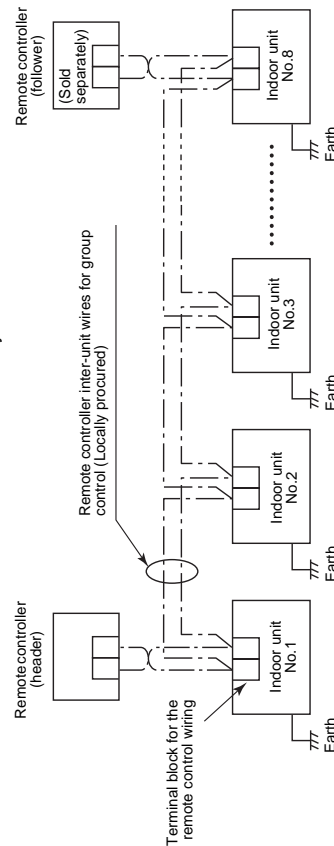 Remote controller
(header)
Remote controller
(follower)
(Sold
separately)
Remote controller inter-unit wires for group
control (Locally procured)
Terminal block for the
remote control wiring
Indoor unit
No.1
Indoor unit
No.2
Indoor unit
No.3
Indoor unit
No.8
Earth
Earth
Earth
Earth